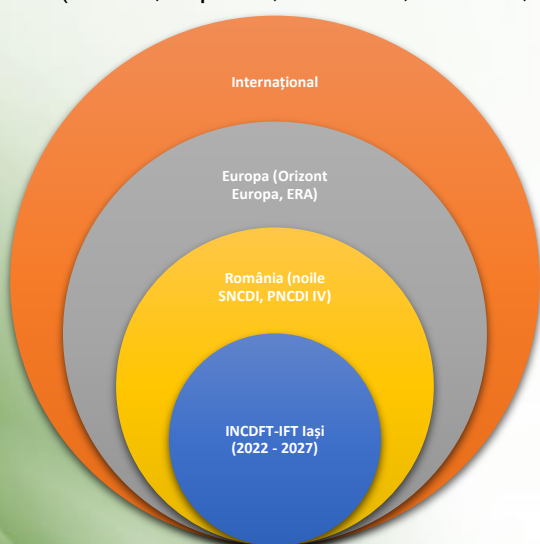 Internațional
Europa (Orizont
Europa, ERA)
România (noile
SNCDI, PNCDI IV)
INCDFT-IFT Iași
(2022 - 2027)